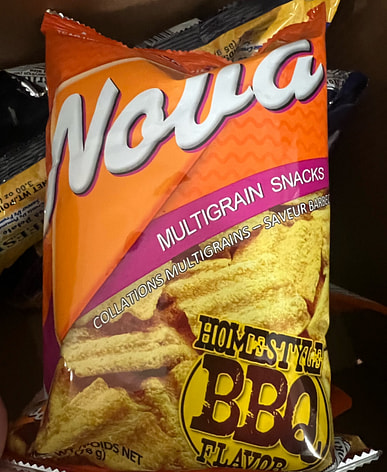 Nova
MULTIGRAIN SNACKS
COLLATIONS MULTIGRAINS – SAVEUR
HOMESTYLE
BBQ
FLAVOR
POIDS NET